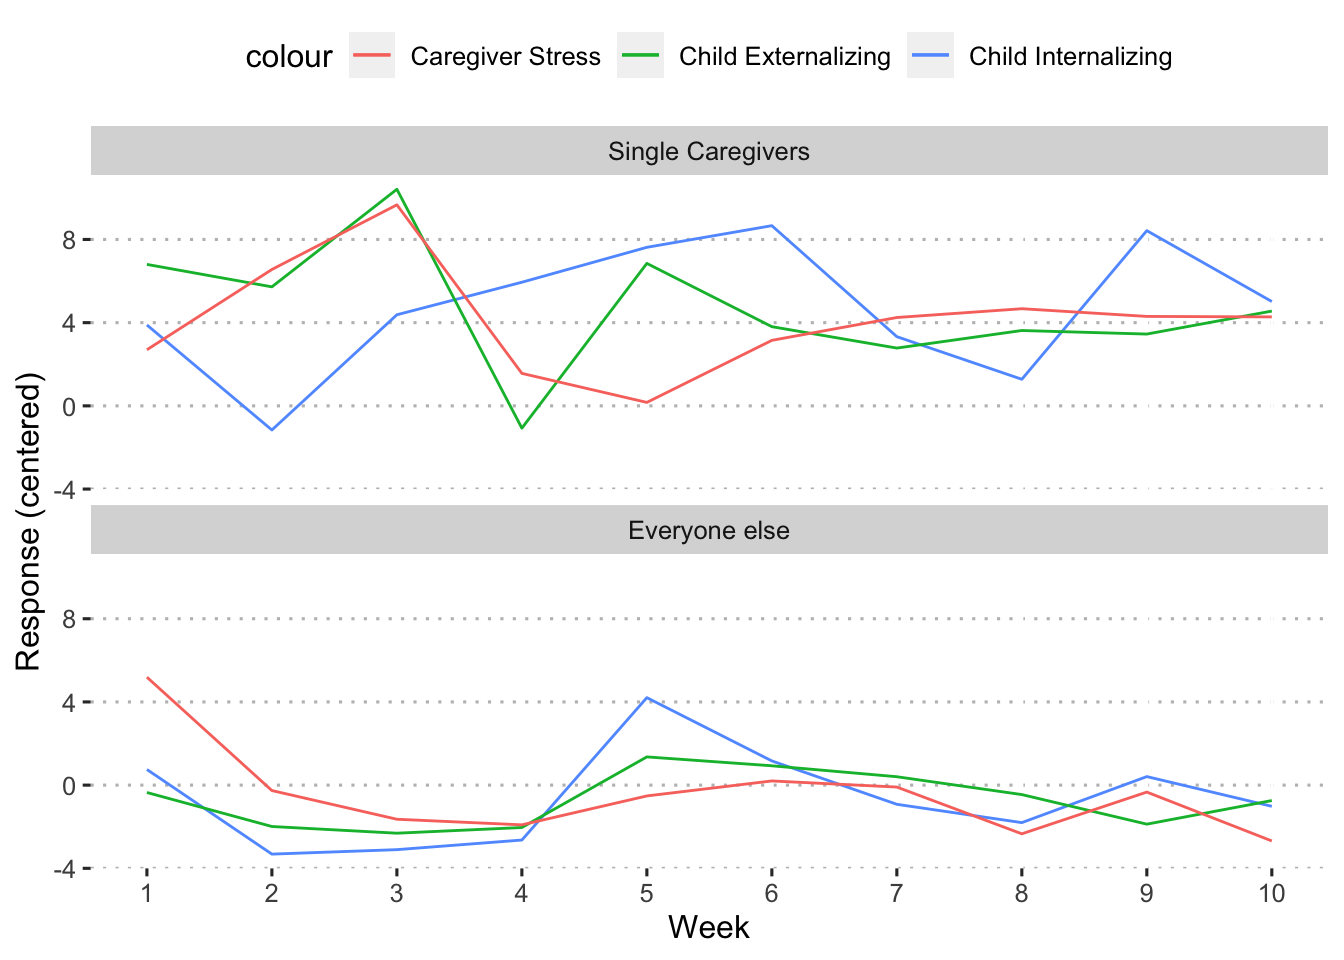 colour Caregiver Stress Child Externalizing Child Internalizing
Single Caregivers
8
4
0
-4
Response (centered)
Everyone else
8
4
0
-4
1 2 3 4 5 6 7 8 9 10
Week